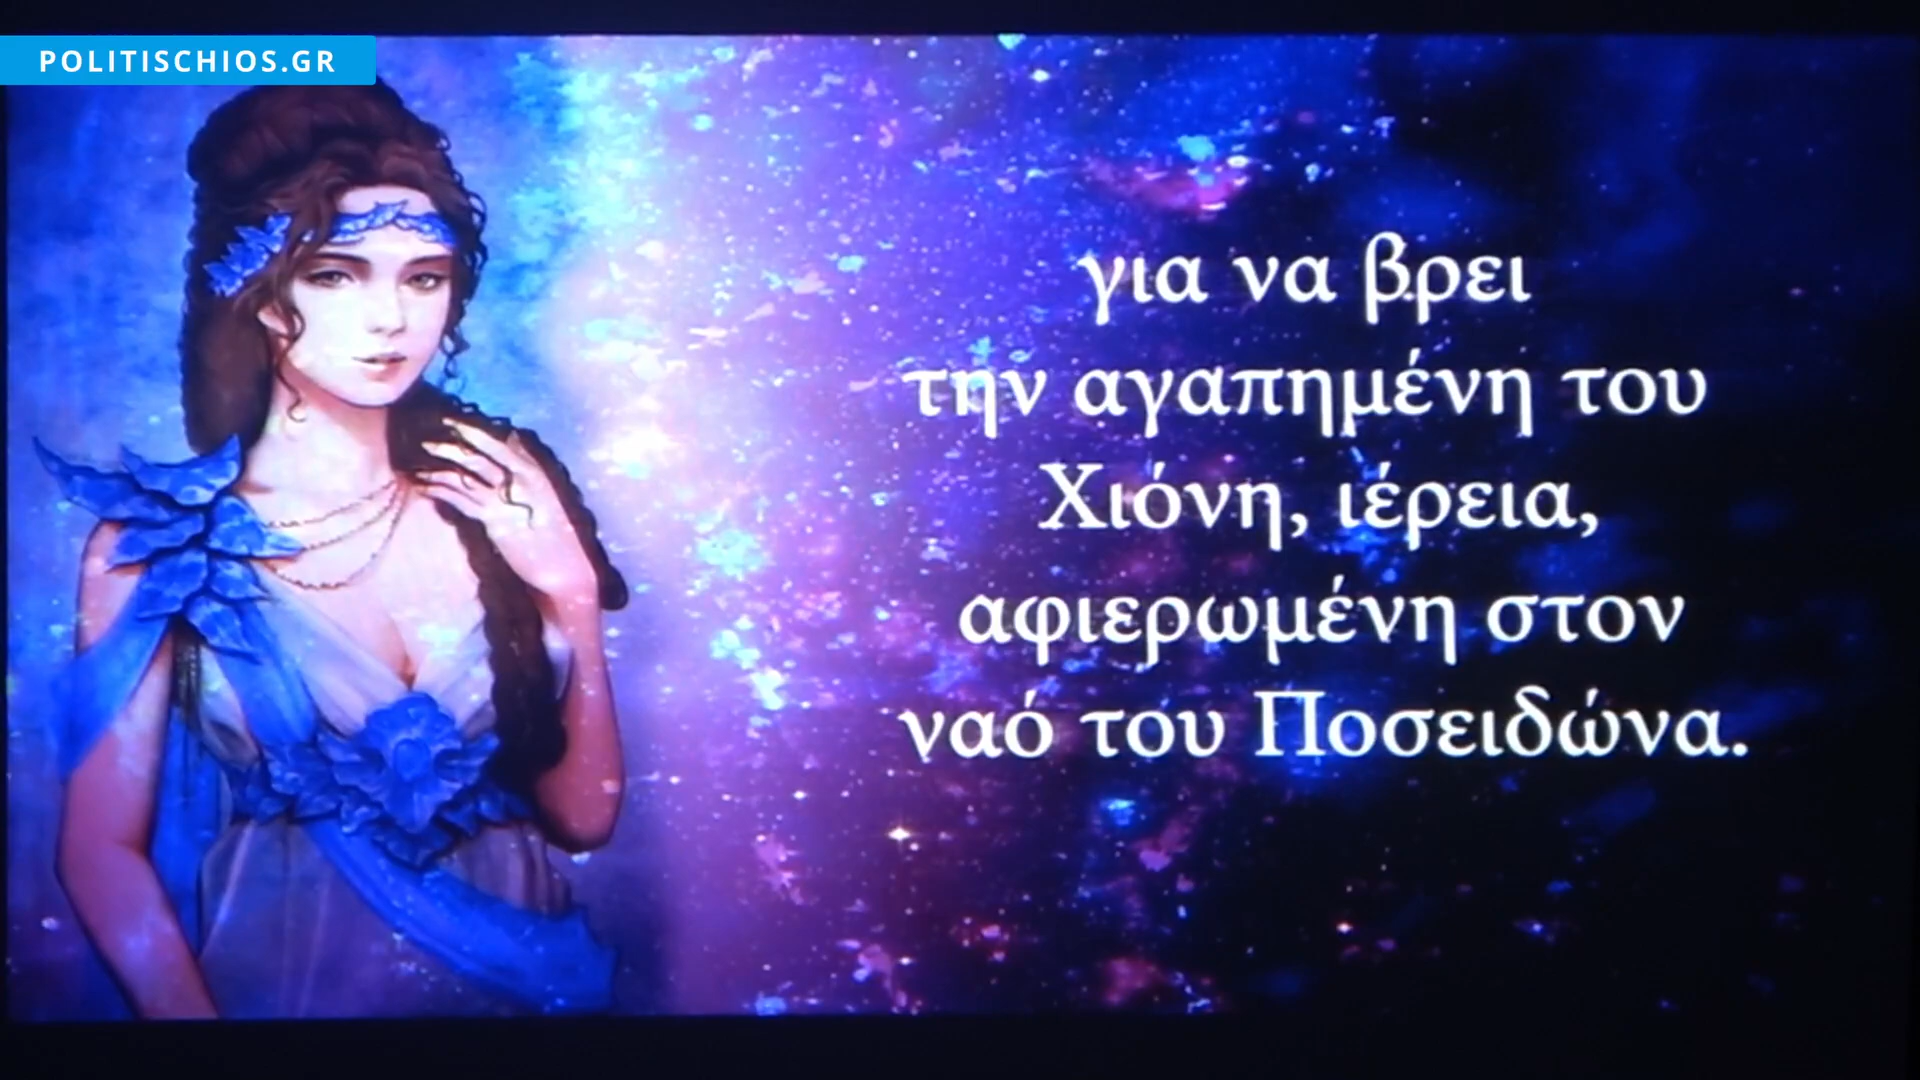 POLITISCHIOS.GR
για να βρει
την αγαπημένη του
Χιόνη, ιέρεια,
αφιερωμένη στον
ναό του Ποσειδώνα.